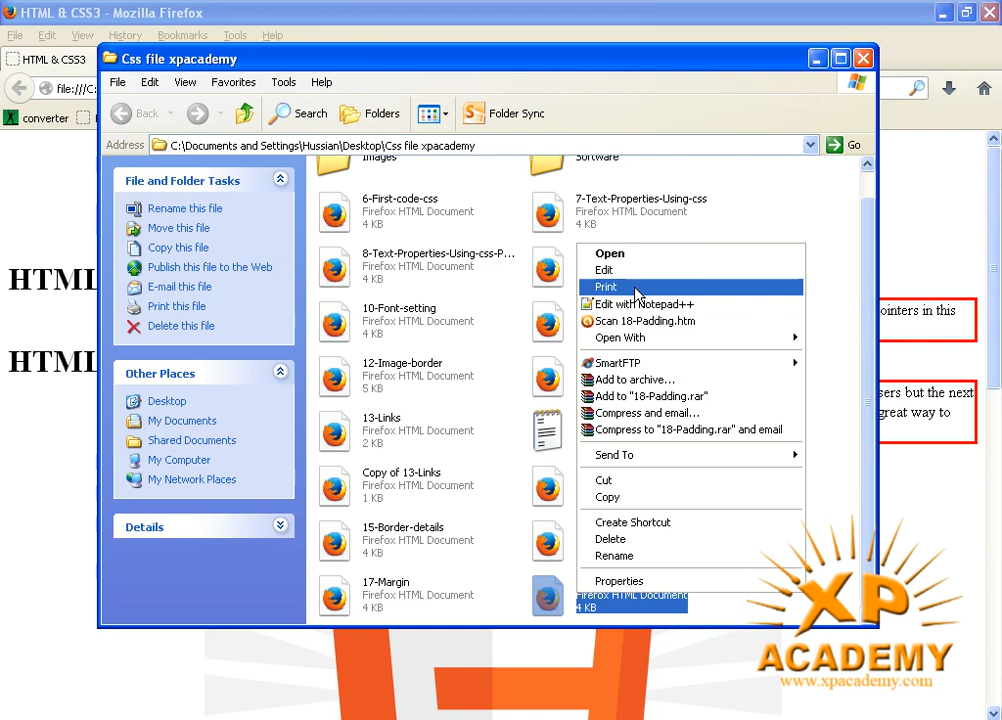 HTML & CSS3 - Mozilla Firefox
File Edit View History Bookmarks Tools Help
HTML & CSS3
file:///C:
converter
Css file xpacademy
File Edit View Favorites Tools Help
Back Search Folders Folder Sync
Address C:\Documents and Settings\Hussian\Desktop\Css file xpacademy Go
File and Folder Tasks
Rename this file
Move this file
Copy this file
Publish this file to the Web
E-mail this file
Print this file
Delete this file
Other Places
Desktop
My Documents
Shared Documents
My Computer
My Network Places
Details
Images
Software
6-First-code-css
Firefox HTML Document
4 KB
7-Text-Properties-Using-css
Firefox HTML Document
4 KB
8-Text-Properties-Using-css-P...
Firefox HTML Document
4 KB
10-Font-setting
Firefox HTML Document
4 KB
12-Image-border
Firefox HTML Document
5 KB
13-Links
Firefox HTML Document
2 KB
Copy of 13-Links
Firefox HTML Document
1 KB
15-Border-details
Firefox HTML Document
4 KB
17-Margin
Firefox HTML Document
4 KB
Firefox HTML Document
4 KB
Open
Edit
Print
Edit with Notepad++
Scan 18-Padding.htm
Open With
SmartFTP
Add to archive...
Add to "18-Padding.rar"
Compress and email...
Compress to "18-Padding.rar" and email
Send To
Cut
Copy
Create Shortcut
Delete
Rename
Properties
HTML
HTML
ointers in this
sers but the next
great way to
XP
ACADEMY
www.xpacademy.com